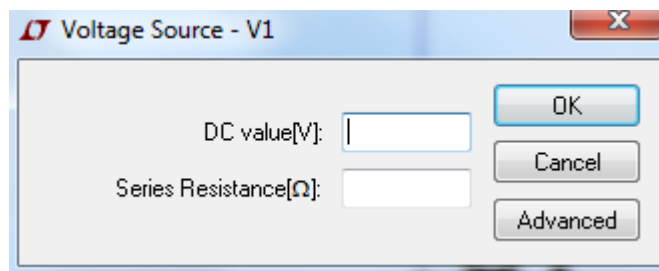 Voltage Source - V1
DC value[V]:
Series Resistance[Ω]:
OK
Cancel
Advanced